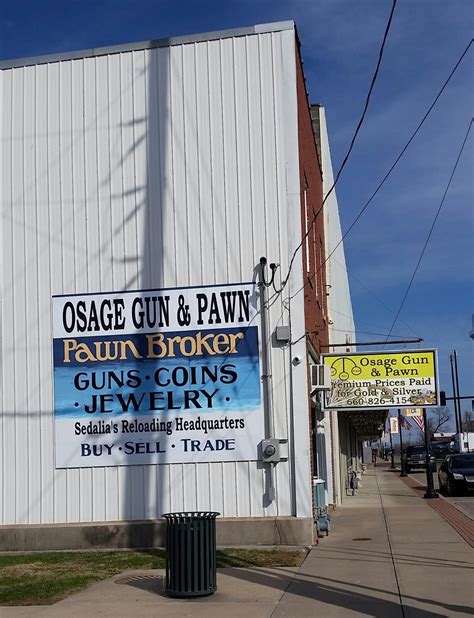 OSAGE GUN & PAWN
PAWN BROKER
GUNS · COINS
· JEWELRY ·
Sedalia's Reloading Headquarters
BUY · SELL · TRADE
Osage Gun
& Pawn
Premium Prices Paid
for Gold & Silver
660-826-4154